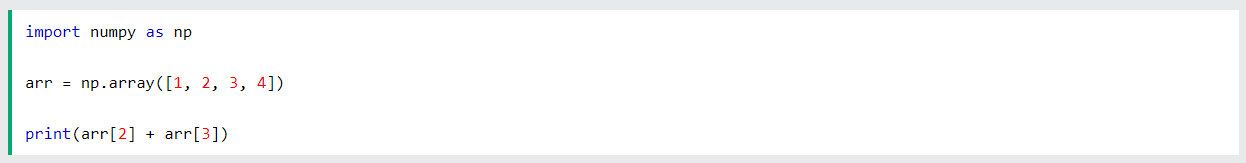 import numpy as np
arr = np.array([1, 2, 3, 4])
print(arr[2] + arr[3])